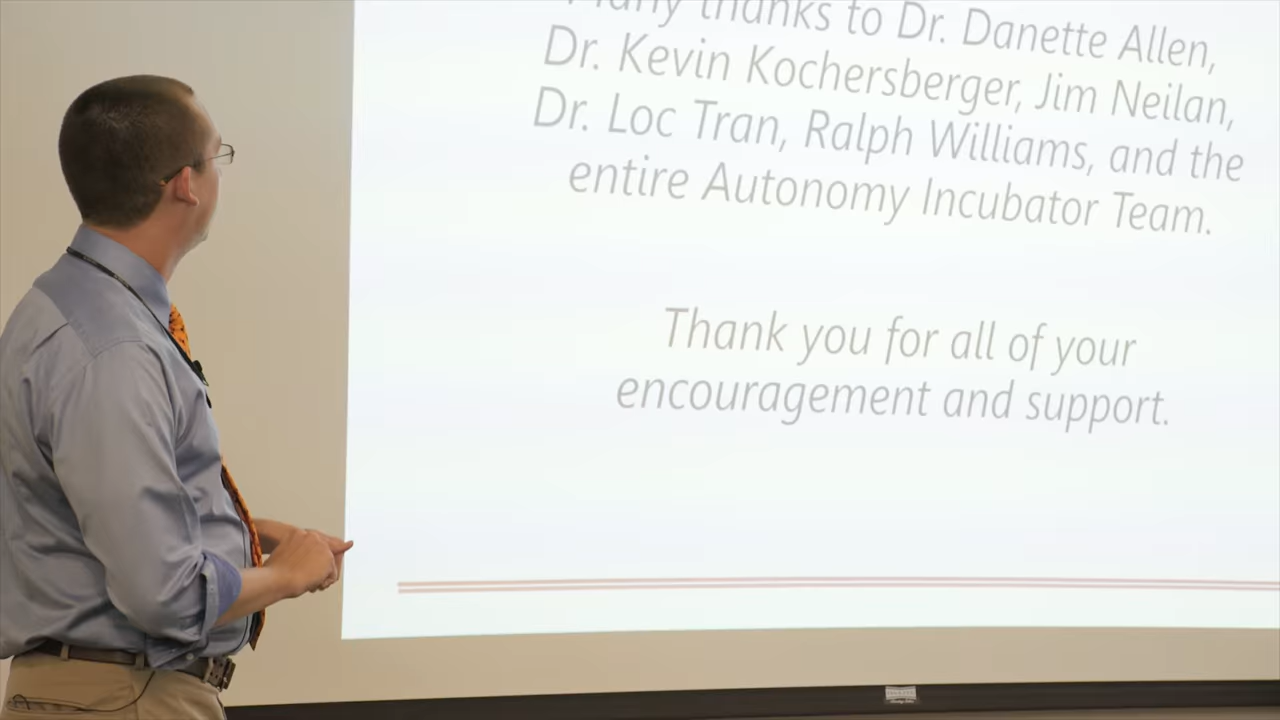 Many thanks to Dr. Danette Allen,
Dr. Kevin Kochersberger, Jim Neilan,
Dr. Loc Tran, Ralph Williams, and the
entire Autonomy Incubator Team.
Thank you for all of your
encouragement and support.